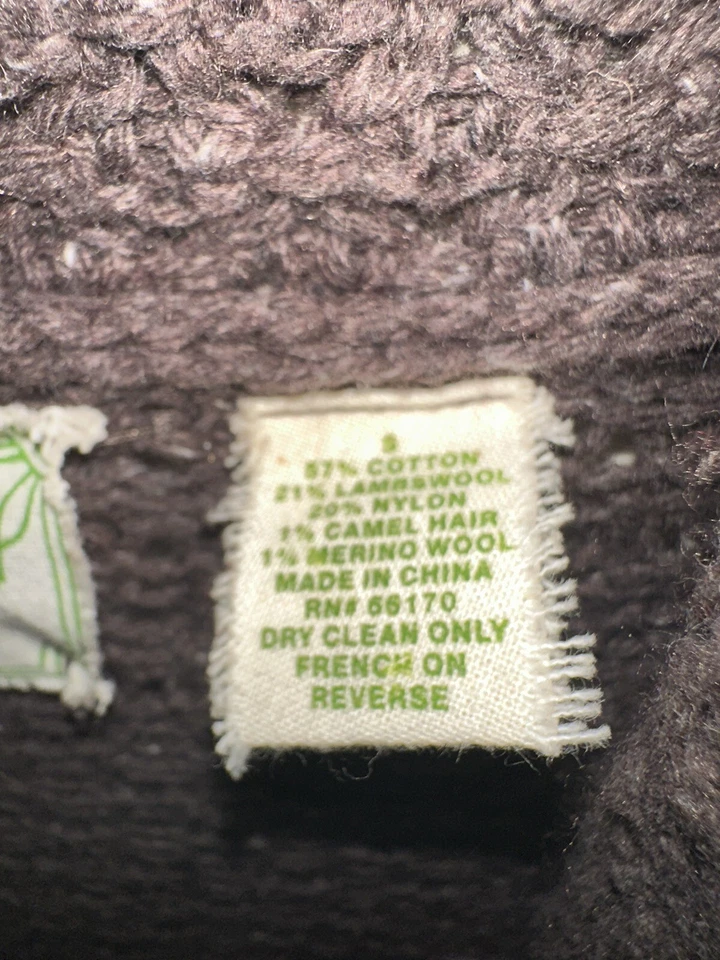 S
57% COTTON
21% LAMBSWOOL
20% NYLON
1% CAMEL HAIR
1% MERINO WOOL
MADE IN CHINA
RN# 66170
DRY CLEAN ONLY
FRENCH ON
REVERSE